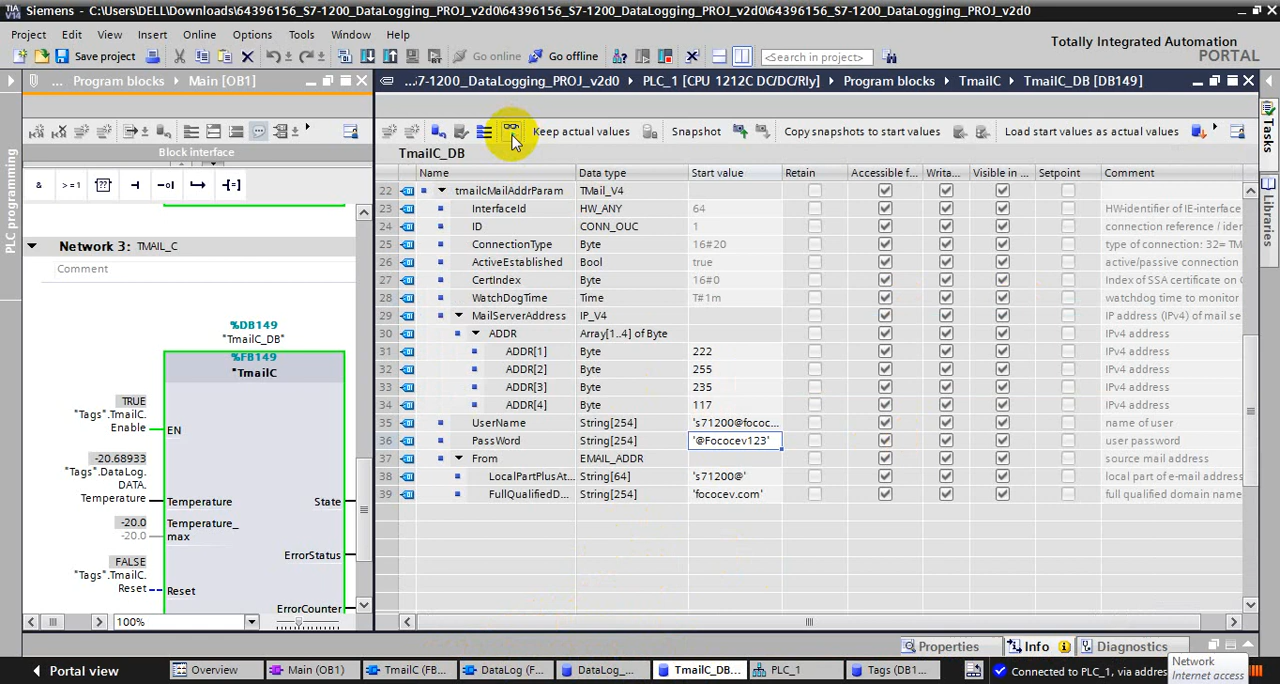 TIA V14 Siemens - C:\Users\DELL\Downloads\64396156_S7-1200_DataLogging_PROJ_v2d0\64396156_S7-1200_DataLogging_PROJ_v2d0
Project Edit View Insert Online Options Tools Window Help
Totally Integrated Automation
PORTAL
Save project Go online Go offline <Search in project>
... Program blocks Main [OB1]
...7-1200_DataLogging_PROJ_v2d0 PLC_1 [CPU 1212C DC/DC/Rly] Program blocks TmailC TmailC_DB [DB149]
Keep actual values Snapshot Copy snapshots to start values Load start values as actual values
Block interface
TmailC_DB
Name Data type Start value Retain Accessible f... Writa... Visible in ... Setpoint Comment
22 tmailcMailAddrParam TMail_V4
23 InterfaceId HW_ANY 64 HW-identifier of IE-interface
24 ID CONN_OUC 1 connection reference / iden
25 ConnectionType Byte 16#20 type of connection: 32= TM
26 ActiveEstablished Bool true active/passive connection
27 CertIndex Byte 16#0 Index of SSA certificate on C
28 WatchDogTime Time T#1m watchdog time to monitor
29 MailServerAddress IP_V4 IP address (IPv4) of mail se
30 ADDR Array[1..4] of Byte IPv4 address
31 ADDR[1] Byte 222 IPv4 address
32 ADDR[2] Byte 255 IPv4 address
33 ADDR[3] Byte 235 IPv4 address
34 ADDR[4] Byte 117 IPv4 address
35 UserName String[254] 's71200@fococ... name of user
36 PassWord String[254] '@Fococev123' user password
37 From EMAIL_ADDR source mail address
38 LocalPartPlusAt... String[64] 's71200@' local part of e-mail address
39 FullQualifiedD... String[254] 'fococev.com' full qualified domain name
& >=1 ??
Network 3: TMAIL_C
Comment
%DB149
"TmailC_DB"
%FB149
"TmailC
TRUE
"Tags".TmailC.
Enable EN
-20.68933
"Tags".
DataLog.
DATA.
Temperature Temperature State
-20.0
-20.0
Temperature_
max
ErrorStatus
FALSE
"Tags".TmailC.
Reset Reset
ErrorCounter
100%
Properties Info Diagnostics
Portal view Overview Main (OB1) TmailC (FB... DataLog (F... DataLog_... TmailC_DB... PLC_1 Tags (DB1... Connected to PLC_1, via addres
Network
Internet access
PLC programming
Tasks
Libraries